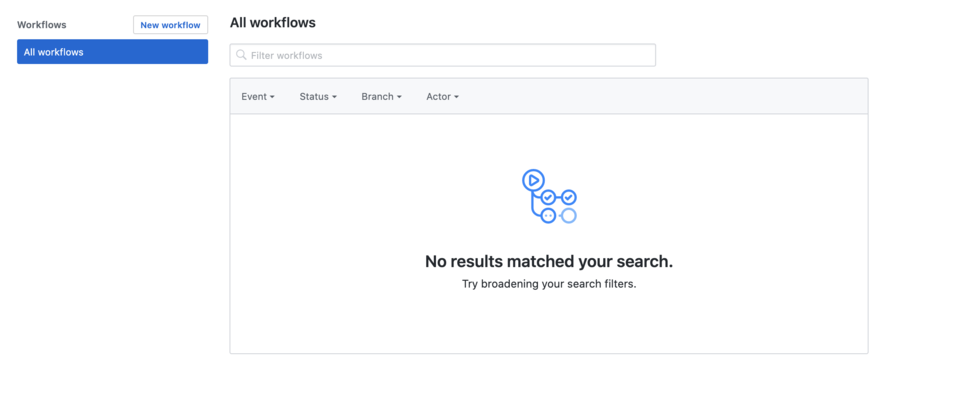 Workflows
New workflow
All workflows
All workflows
Filter workflows
Event
Status
Branch
Actor
No results matched your search.
Try broadening your search filters.